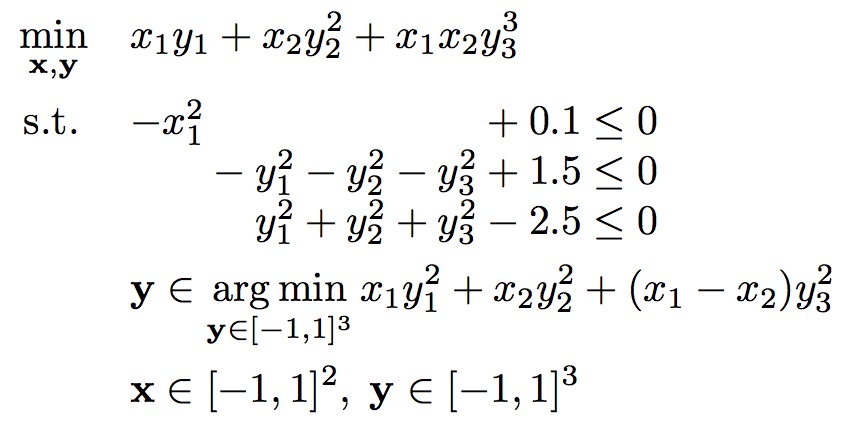 min x₁y₁ + x₂y₂² + x₁x₂y₃³
x,y
s.t. −x₁² + 0.1 ≤ 0
− y₁² − y₂² − y₃² + 1.5 ≤ 0
y₁² + y₂² + y₃² − 2.5 ≤ 0
y ∈ arg min x₁y₁² + x₂y₂² + (x₁ − x₂)y₃²
y∈[−1,1]³
x ∈ [−1, 1]², y ∈ [−1, 1]³